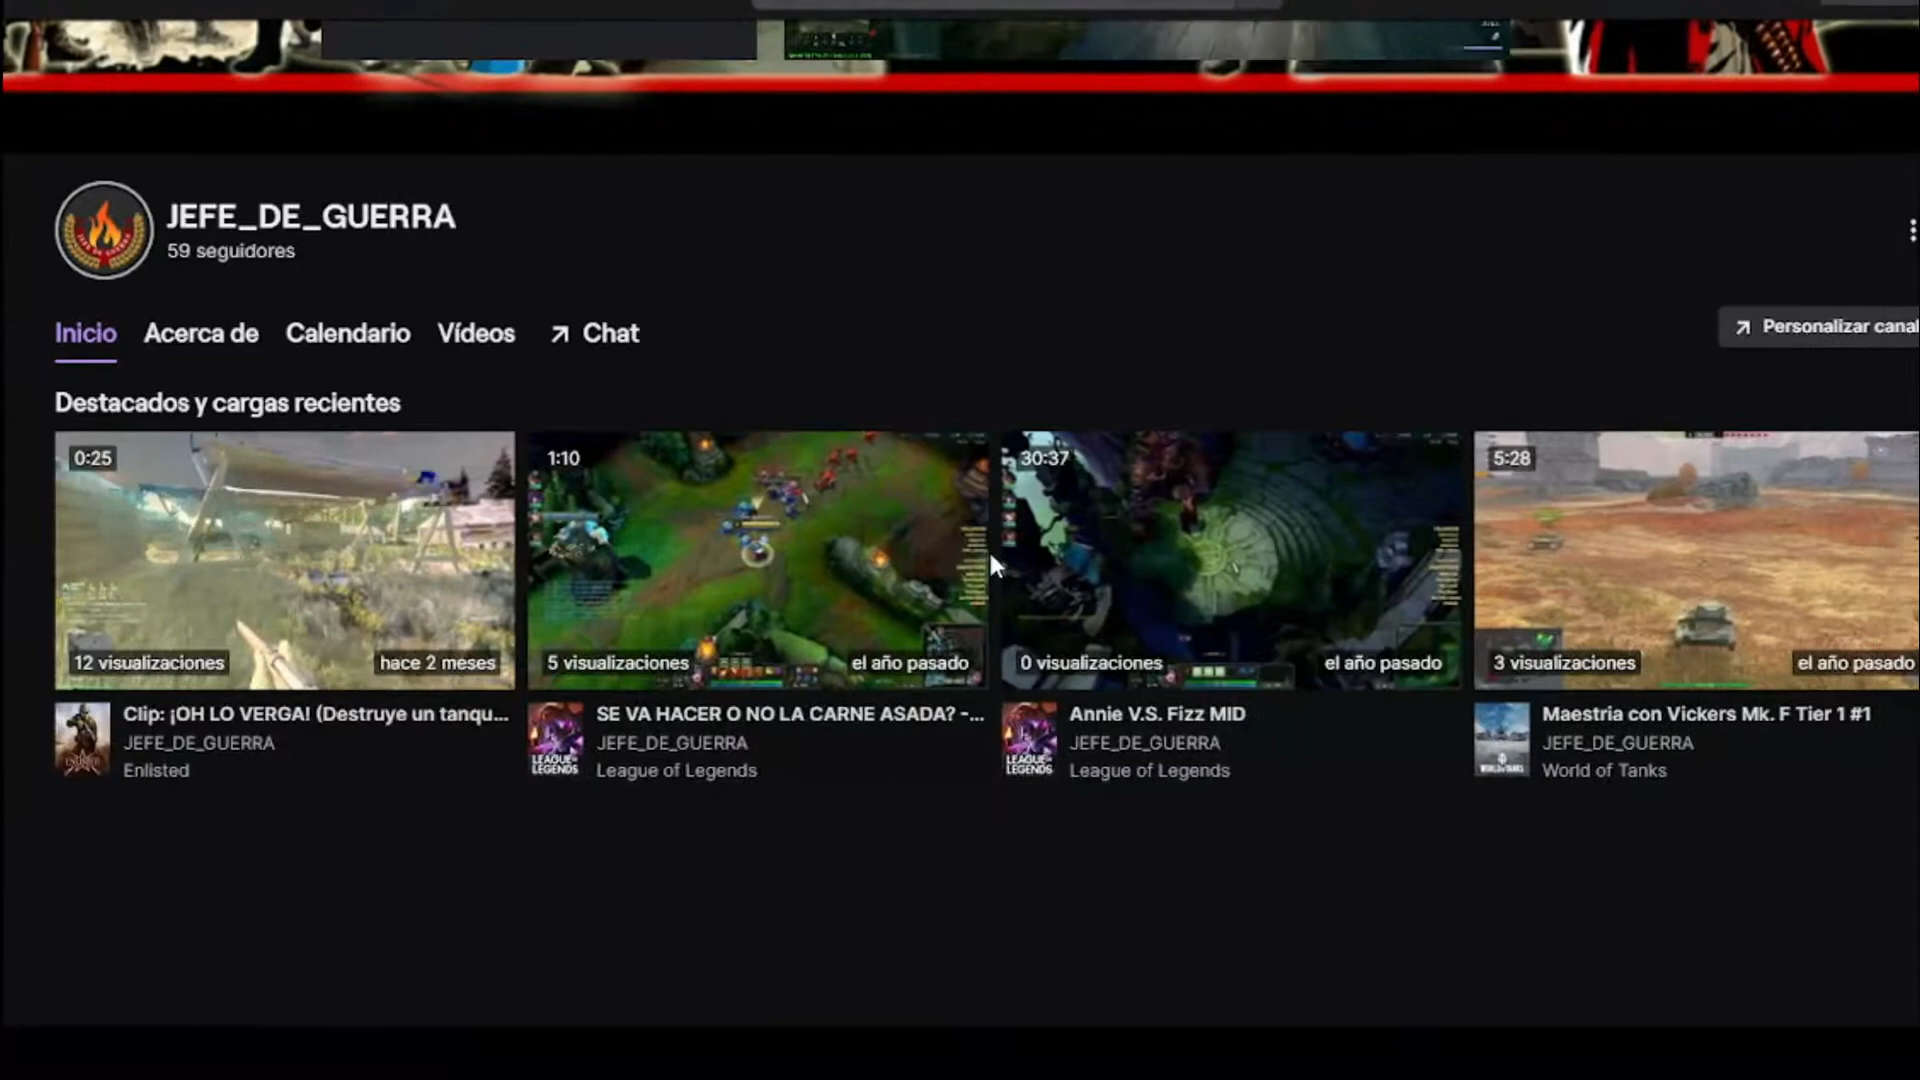 JEFE_DE_GUERRA
59 seguidores
Inicio Acerca de Calendario Vídeos Chat
Personalizar canal
Destacados y cargas recientes
0:25 1:10 30:37 5:28
12 visualizaciones hace 2 meses 5 visualizaciones el año pasado 0 visualizaciones el año pasado 3 visualizaciones el año pasado
Clip: ¡OH LO VERGA! (Destruye un tanqu... SE VA HACER O NO LA CARNE ASADA? -... Annie V.S. Fizz MID Maestria con Vickers Mk. F Tier 1 #1
JEFE_DE_GUERRA JEFE_DE_GUERRA JEFE_DE_GUERRA JEFE_DE_GUERRA
Enlisted League of Legends League of Legends World of Tanks